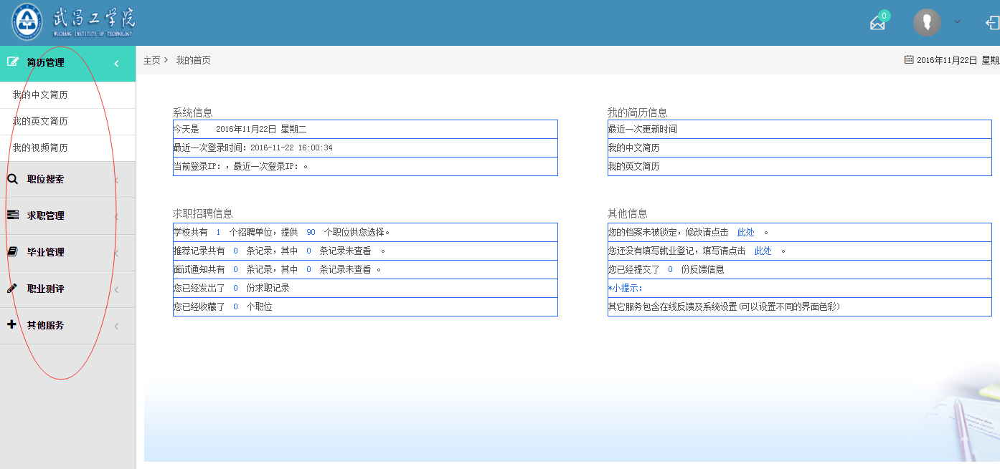 武昌工学院
WUCHANG INSTITUTE OF TECHNOLOGY
0
简历管理
我的中文简历
我的英文简历
我的视频简历
职位搜索
求职管理
毕业管理
职业测评
其他服务
主页 > 我的首页
2016年11月22日 星期
系统信息
今天是 2016年11月22日 星期二
最近一次登录时间：2016-11-22 16:00:34
当前登录IP：，最近一次登录IP：。
我的简历信息
最近一次更新时间
我的中文简历
我的英文简历
求职招聘信息
学校共有 1 个招聘单位，提供 90 个职位供您选择。
推荐记录共有 0 条记录，其中 0 条记录未查看 。
面试通知共有 0 条记录，其中 0 条记录未查看 。
您已经发出了 0 份求职记录
您已经收藏了 0 个职位
其他信息
您的档案未被锁定，修改请点击 此处 。
您还没有填写就业登记，填写请点击 此处 。
您已经提交了 0 份反馈信息
*小提示：
其它服务包含在线反馈及系统设置(可以设置不同的界面色彩)